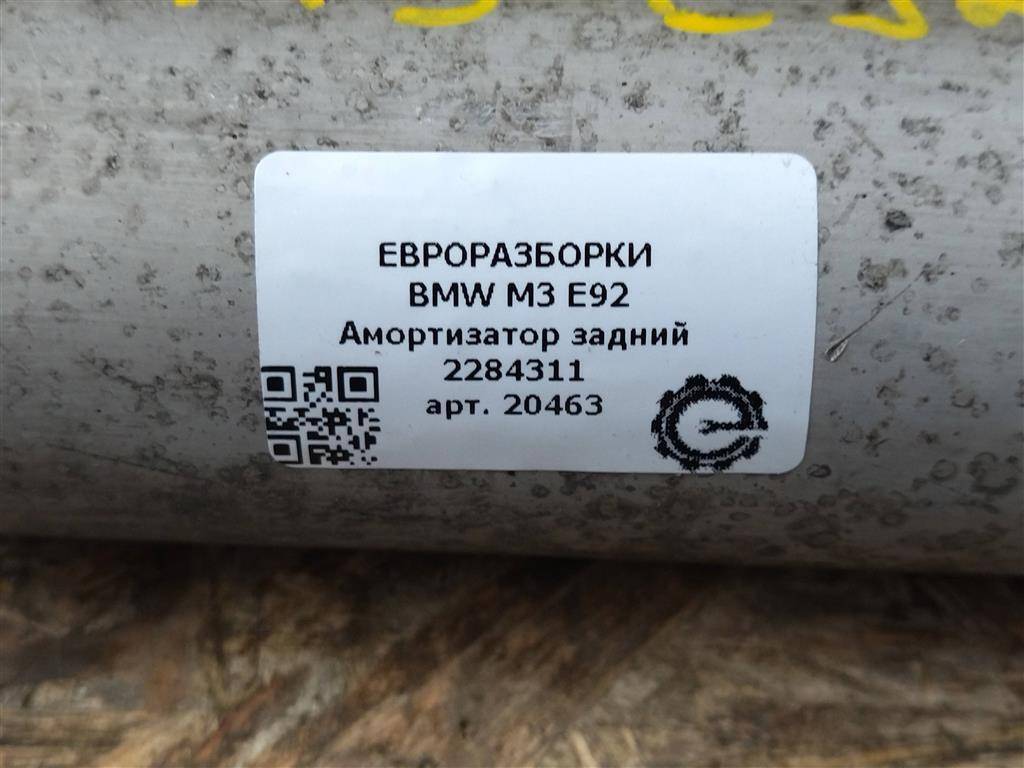 ЕВРОРАЗБОРКИ
BMW M3 E92
Амортизатор задний
2284311
арт. 20463